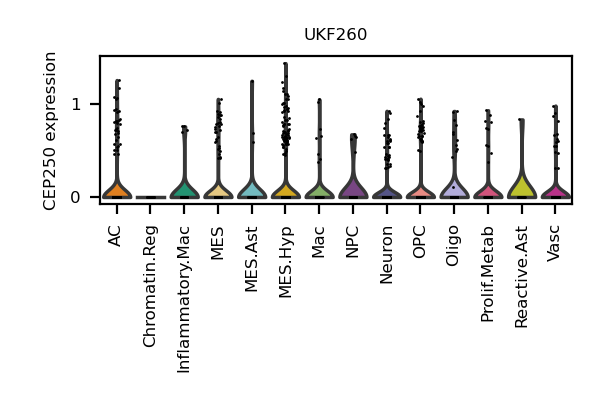 UKF260
CEP250 expression
1
0
AC
Chromatin.Reg
Inflammatory.Mac
MES
MES.Ast
MES.Hyp
Mac
NPC
Neuron
OPC
Oligo
Prolif.Metab
Reactive.Ast
Vasc